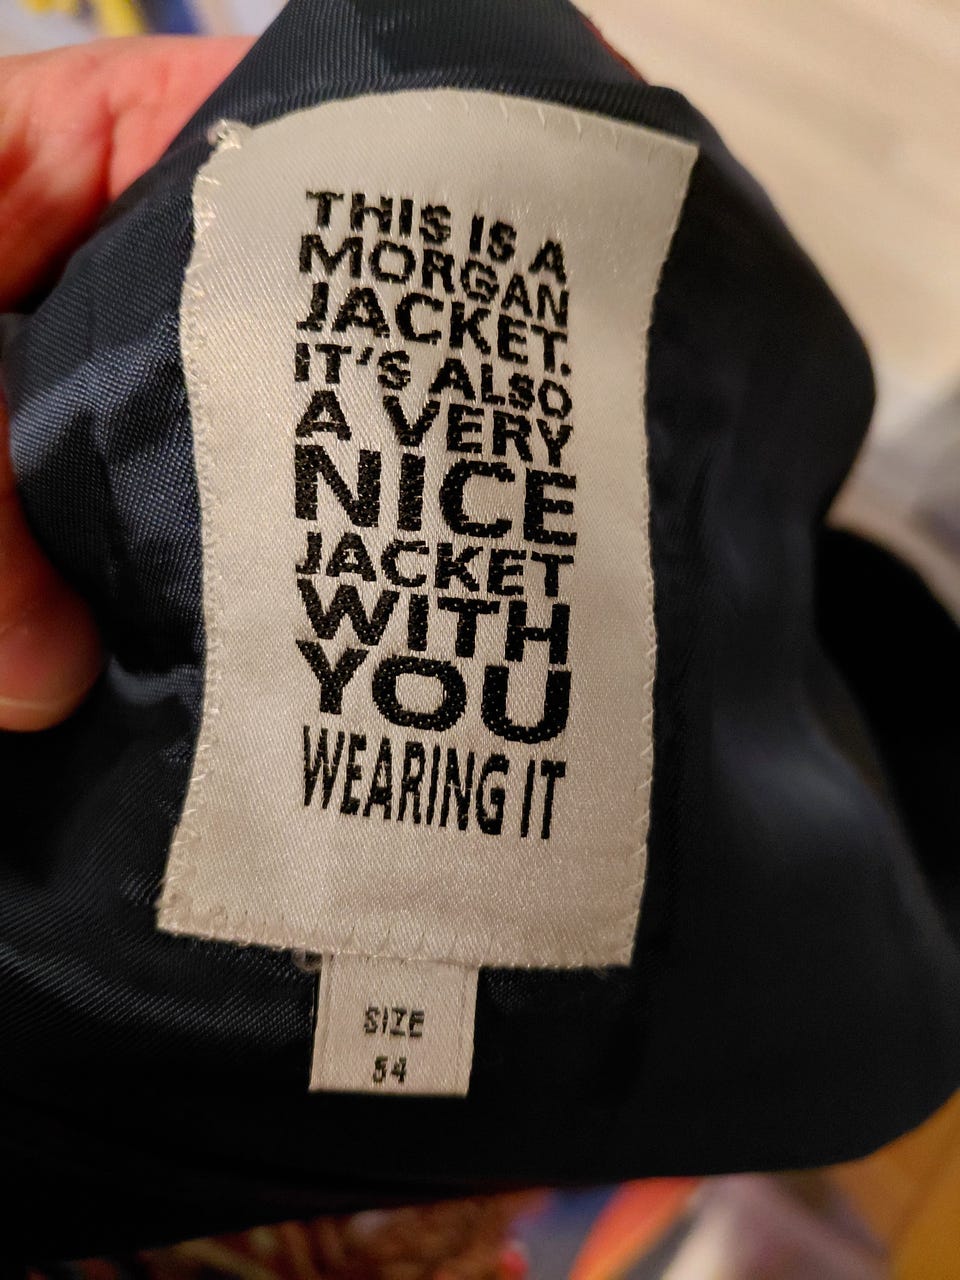 THIS IS A
MORGAN
JACKET.
IT'S ALSO
A VERY
NICE
JACKET
WITH
YOU
WEARING IT
SIZE
54